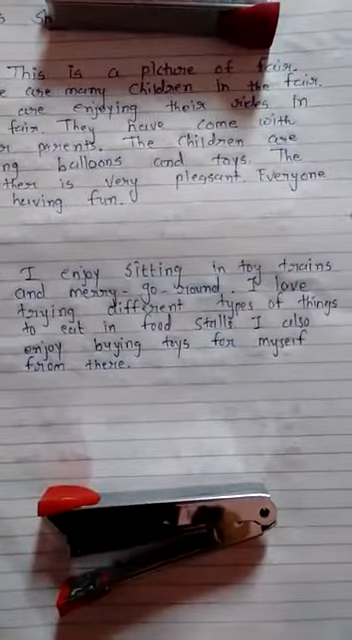 This is a picture of fair.
e are many children in the fair.
are enjoying their rides in
fair. They have come with
r parents. The children are
ng balloons and toys. The
ther is very pleasant. Everyone
having fun.
I enjoy Sitting in toy trains
and merry-go-round. I love
trying different types of things
to eat in food stalls. I also
enjoy buying toys for myself
from there.